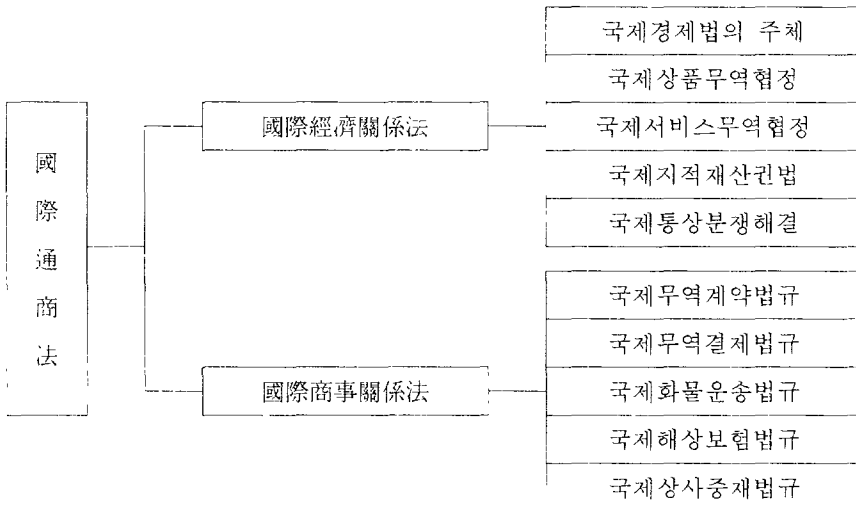 國際通商法
國際經濟關係法
국제경제법의 주체
국제상품무역협정
국제서비스무역협정
국제지적재산권법
국제통상분쟁해결
國際商事關係法
국제무역계약법규
국제무역결제법규
국제화물운송법규
국제해상보험법규
국제상사중재법규